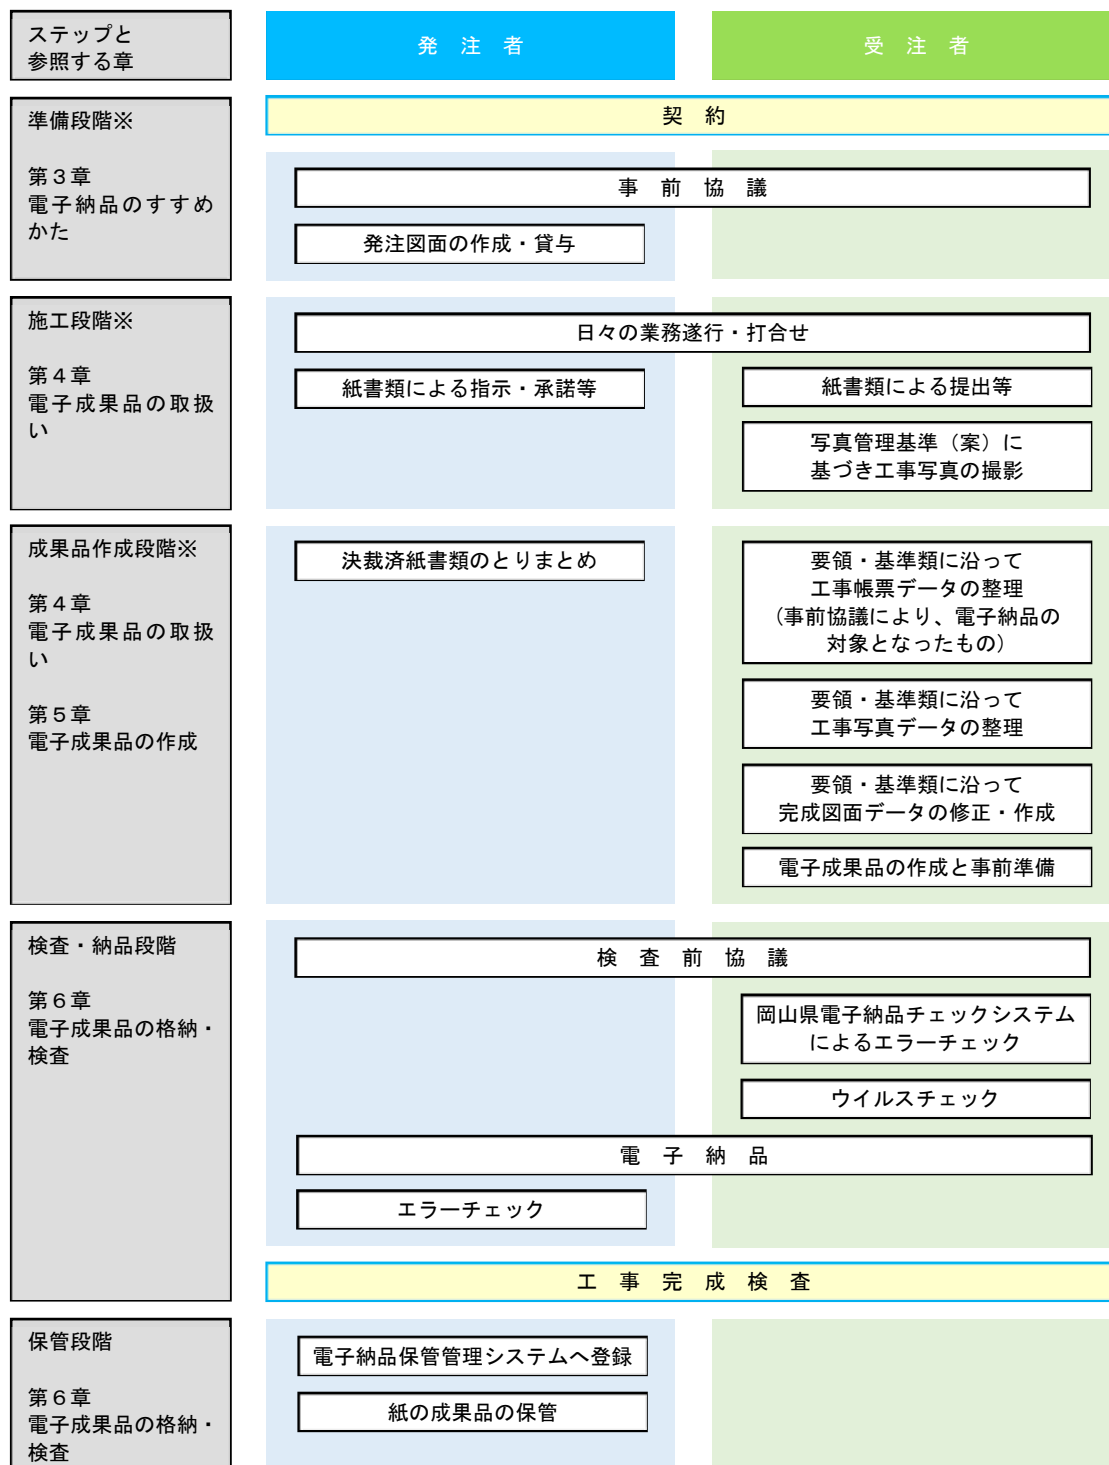 ステップと
参照する章
発 注 者
受 注 者
準備段階※
第3章
電子納品のすすめ
かた
契 約
事 前 協 議
発注図面の作成・貸与
施工段階※
第4章
電子成果品の取扱
い
日々の業務遂行・打合せ
紙書類による指示・承諾等
紙書類による提出等
写真管理基準（案）に
基づき工事写真の撮影
成果品作成段階※
第4章
電子成果品の取扱
い
第5章
電子成果品の作成
決裁済紙書類のとりまとめ
要領・基準類に沿って
工事帳票データの整理
（事前協議により、電子納品の
対象となったもの）
要領・基準類に沿って
工事写真データの整理
要領・基準類に沿って
完成図面データの修正・作成
電子成果品の作成と事前準備
検査・納品段階
第6章
電子成果品の格納・
検査
検 査 前 協 議
岡山県電子納品チェックシステム
によるエラーチェック
ウイルスチェック
電 子 納 品
エラーチェック
工 事 完 成 検 査
保管段階
第6章
電子成果品の格納・
検査
電子納品保管管理システムへ登録
紙の成果品の保管